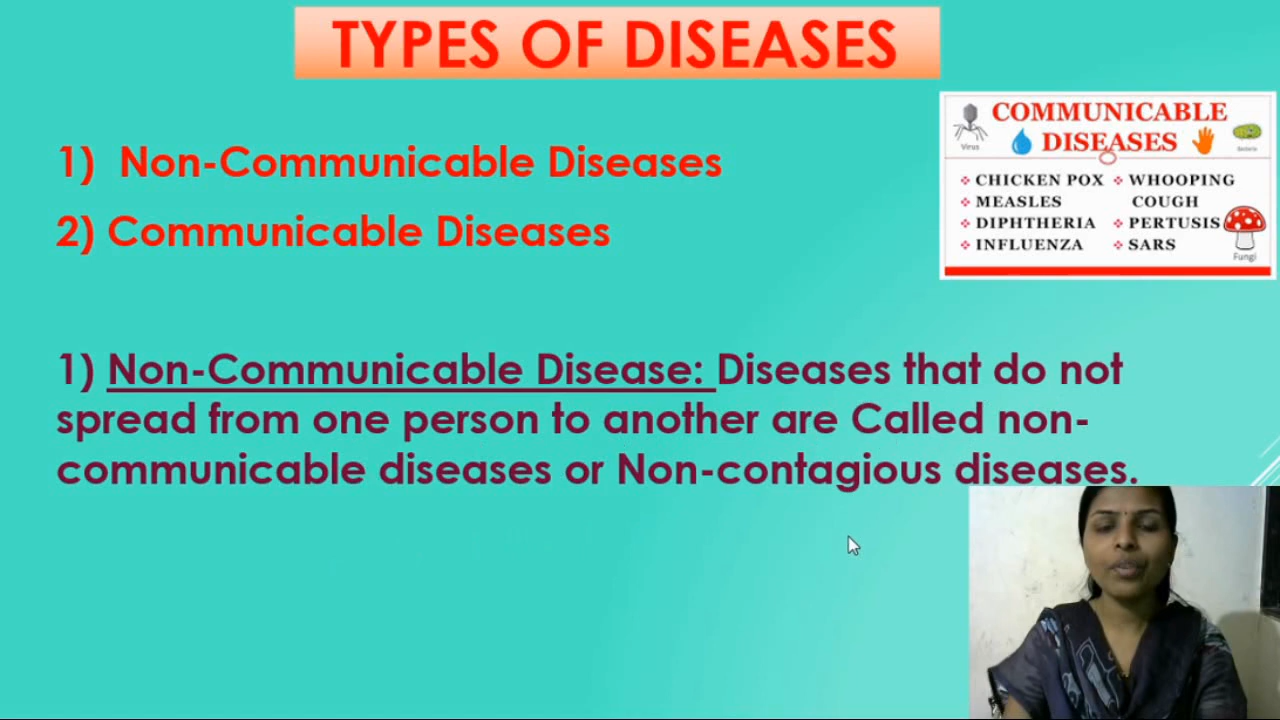 TYPES OF DISEASES
1) Non-Communicable Diseases
2) Communicable Diseases
COMMUNICABLE
DISEASES
Virus
Bacteria
❖ CHICKEN POX
❖ MEASLES
❖ DIPHTHERIA
❖ INFLUENZA
❖ WHOOPING
COUGH
❖ PERTUSIS
❖ SARS
Fungi
1) Non-Communicable Disease: Diseases that do not
spread from one person to another are Called non-
communicable diseases or Non-contagious diseases.